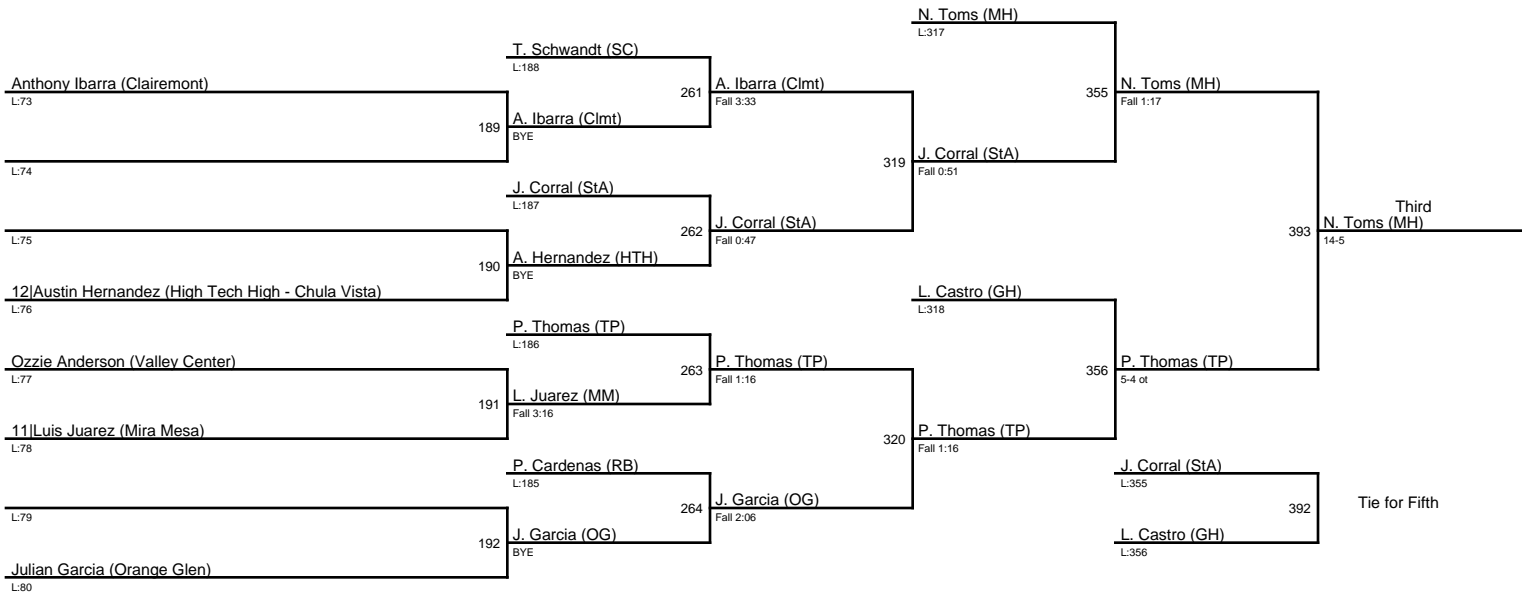 N. Toms (MH)
L:317
T. Schwandt (SC)
L:188
Anthony Ibarra (Clairemont)
L:73
261
A. Ibarra (Clmt)
Fall 3:33
355
N. Toms (MH)
Fall 1:17
189
A. Ibarra (Clmt)
BYE
L:74
319
J. Corral (StA)
Fall 0:51
J. Corral (StA)
L:187
Third
L:75
262
J. Corral (StA)
Fall 0:47
393
N. Toms (MH)
14-5
190
A. Hernandez (HTH)
BYE
12|Austin Hernandez (High Tech High - Chula Vista)
L:76
L. Castro (GH)
L:318
P. Thomas (TP)
L:186
Ozzie Anderson (Valley Center)
L:77
263
P. Thomas (TP)
Fall 1:16
356
P. Thomas (TP)
5-4 ot
191
L. Juarez (MM)
Fall 3:16
11|Luis Juarez (Mira Mesa)
L:78
320
P. Thomas (TP)
Fall 1:16
P. Cardenas (RB)
L:185
J. Corral (StA)
L:355
L:79
264
J. Garcia (OG)
Fall 2:06
392
Tie for Fifth
192
J. Garcia (OG)
BYE
L. Castro (GH)
L:356
Julian Garcia (Orange Glen)
L:80